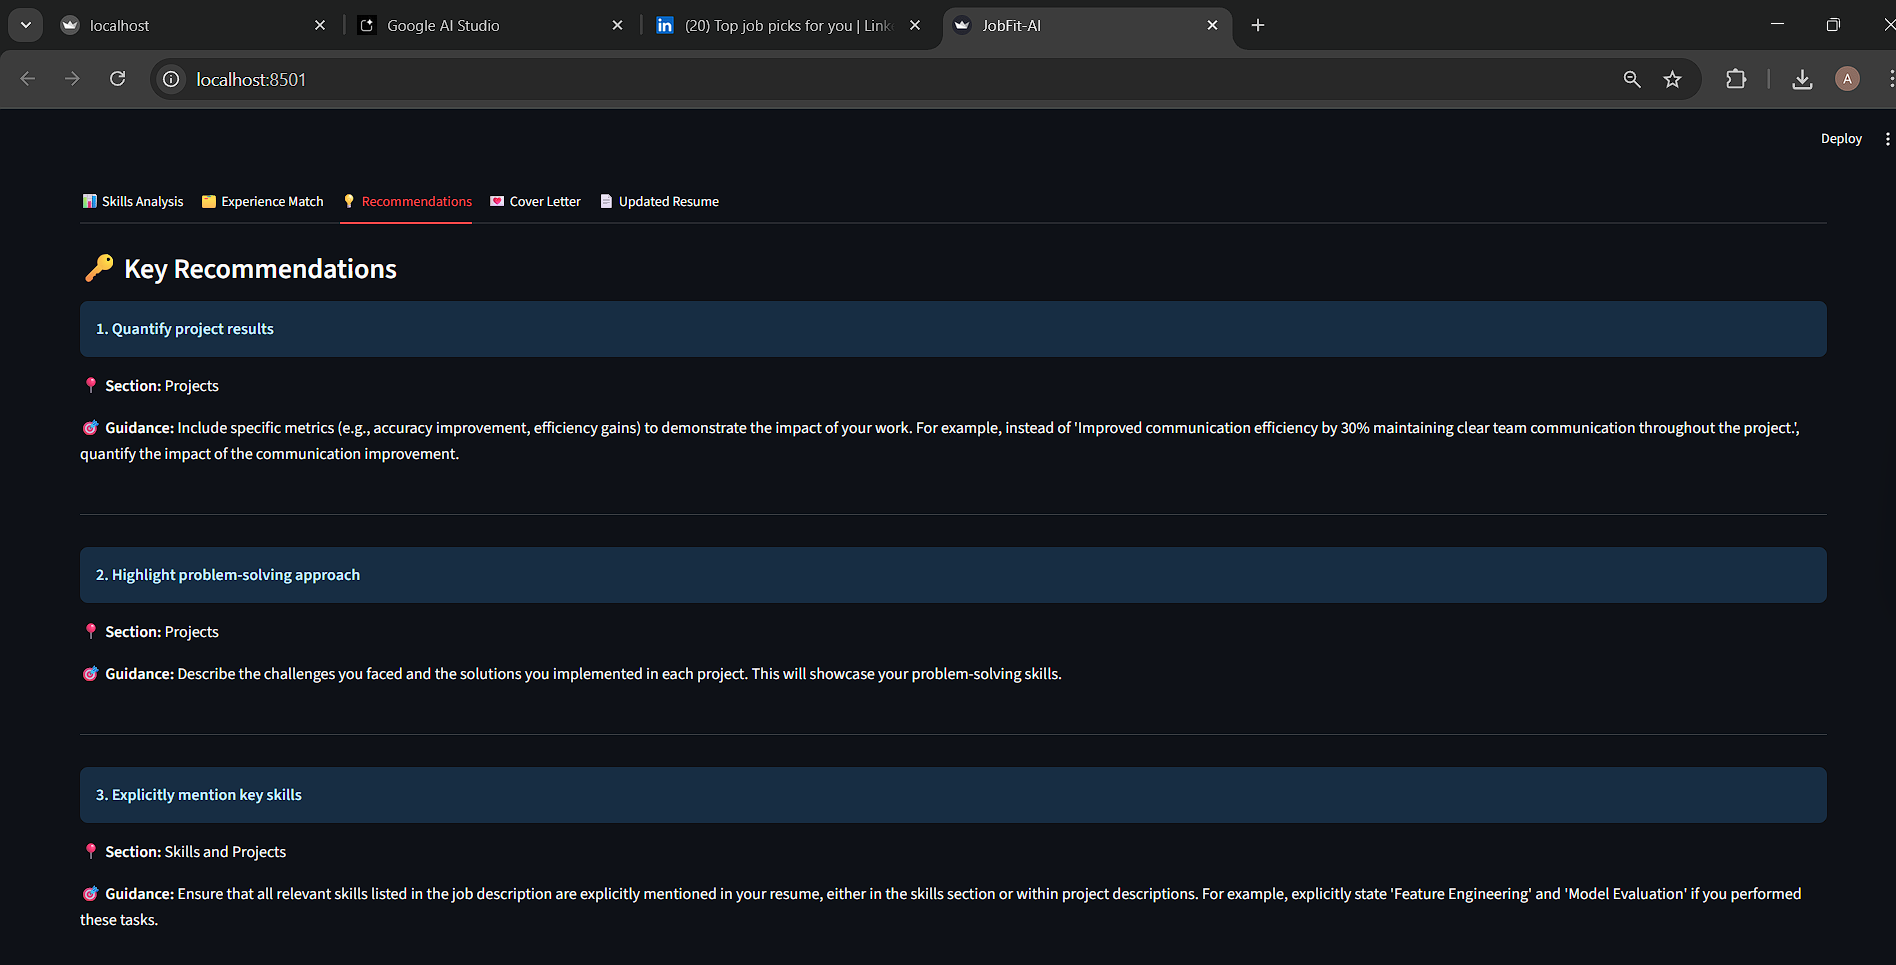 localhost
Google AI Studio
(20) Top job picks for you | Link
JobFit-AI
localhost:8501
A
Deploy
Skills Analysis
Experience Match
Recommendations
Cover Letter
Updated Resume
Key Recommendations
1. Quantify project results
Section: Projects
Guidance: Include specific metrics (e.g., accuracy improvement, efficiency gains) to demonstrate the impact of your work. For example, instead of 'Improved communication efficiency by 30% maintaining clear team communication throughout the project.',
quantify the impact of the communication improvement.
2. Highlight problem-solving approach
Section: Projects
Guidance: Describe the challenges you faced and the solutions you implemented in each project. This will showcase your problem-solving skills.
3. Explicitly mention key skills
Section: Skills and Projects
Guidance: Ensure that all relevant skills listed in the job description are explicitly mentioned in your resume, either in the skills section or within project descriptions. For example, explicitly state 'Feature Engineering' and 'Model Evaluation' if you performed
these tasks.